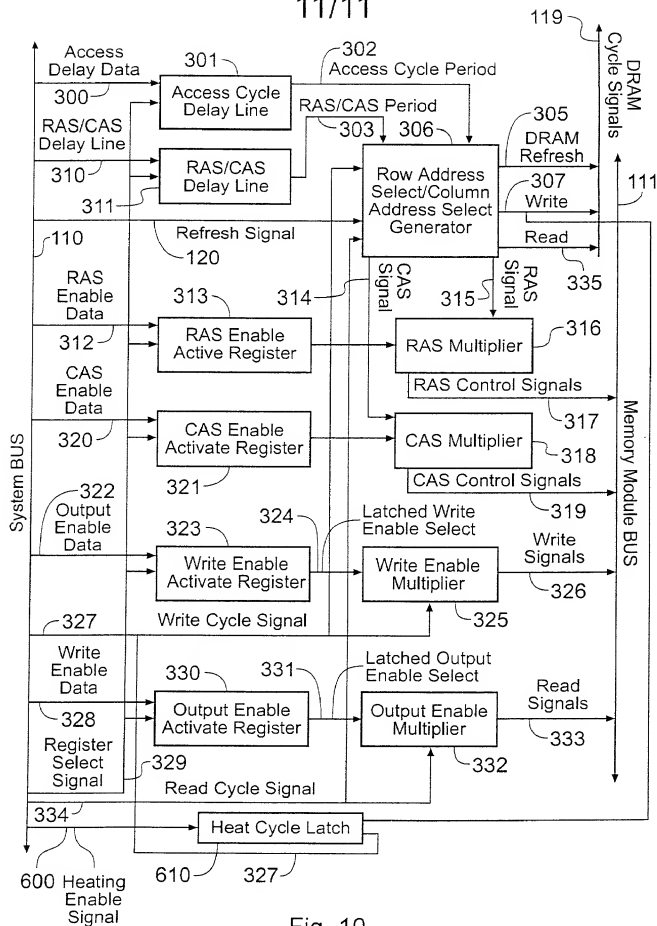 11/11
119
DRAM
Cycle Signals
Access
Delay Data
300
301
Access Cycle
Delay Line
302
Access Cycle Period
RAS/CAS Period
303
306
305
DRAM
Refresh
RAS/CAS
Delay Line
310
RAS/CAS
Delay Line
311
Row Address
Select/Column
Address Select
Generator
307
Write
111
Read
335
110
Refresh Signal
120
CAS
Signal
314
RAS
Signal
315
RAS
Enable
Data
312
313
RAS Enable
Active Register
RAS Multiplier
316
RAS Control Signals
317
CAS
Enable
Data
320
CAS Enable
Activate Register
321
CAS Multiplier
318
CAS Control Signals
319
System BUS
Memory Module BUS
322
Output
Enable
Data
323
Write Enable
Activate Register
324
Latched Write
Enable Select
Write Enable
Multiplier
325
Write
Signals
326
327
Write Cycle Signal
Write
Enable
Data
328
330
Output Enable
Activate Register
331
Latched Output
Enable Select
Output Enable
Multiplier
332
Read
Signals
333
Register
Select
Signal
329
Read Cycle Signal
334
Heat Cycle Latch
600
Heating
Enable
Signal
610
327
Fig. 10